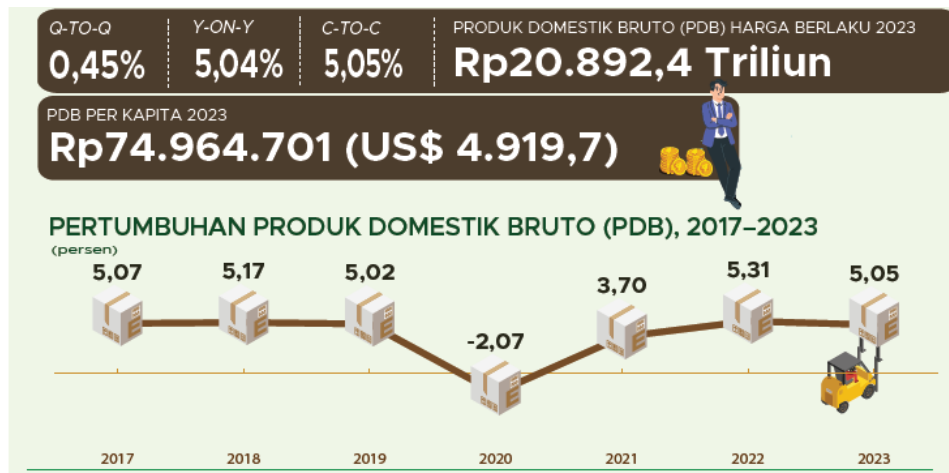 Q-TO-Q
0,45%
Y-ON-Y
5,04%
C-TO-C
5,05%
PRODUK DOMESTIK BRUTO (PDB) HARGA BERLAKU 2023
Rp20.892,4 Triliun
PDB PER KAPITA 2023
Rp74.964.701 (US$ 4.919,7)
PERTUMBUHAN PRODUK DOMESTIK BRUTO (PDB), 2017–2023
(persen)
5,07 5,17 5,02 -2,07 3,70 5,31 5,05
2017 2018 2019 2020 2021 2022 2023